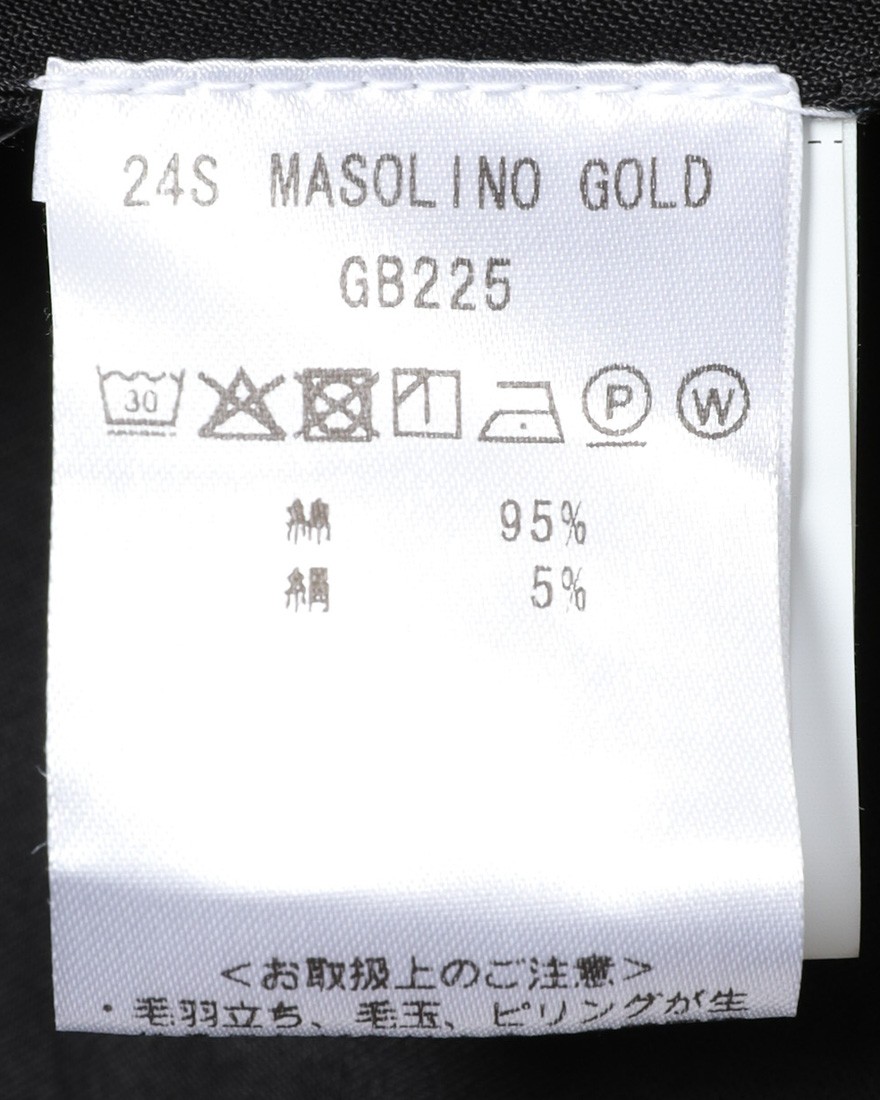 24S MASOLINO GOLD
GB225
30 P W
綿 95%
絹 5%
<お取扱上のご注意>
・毛羽立ち、毛玉、ピリングが生